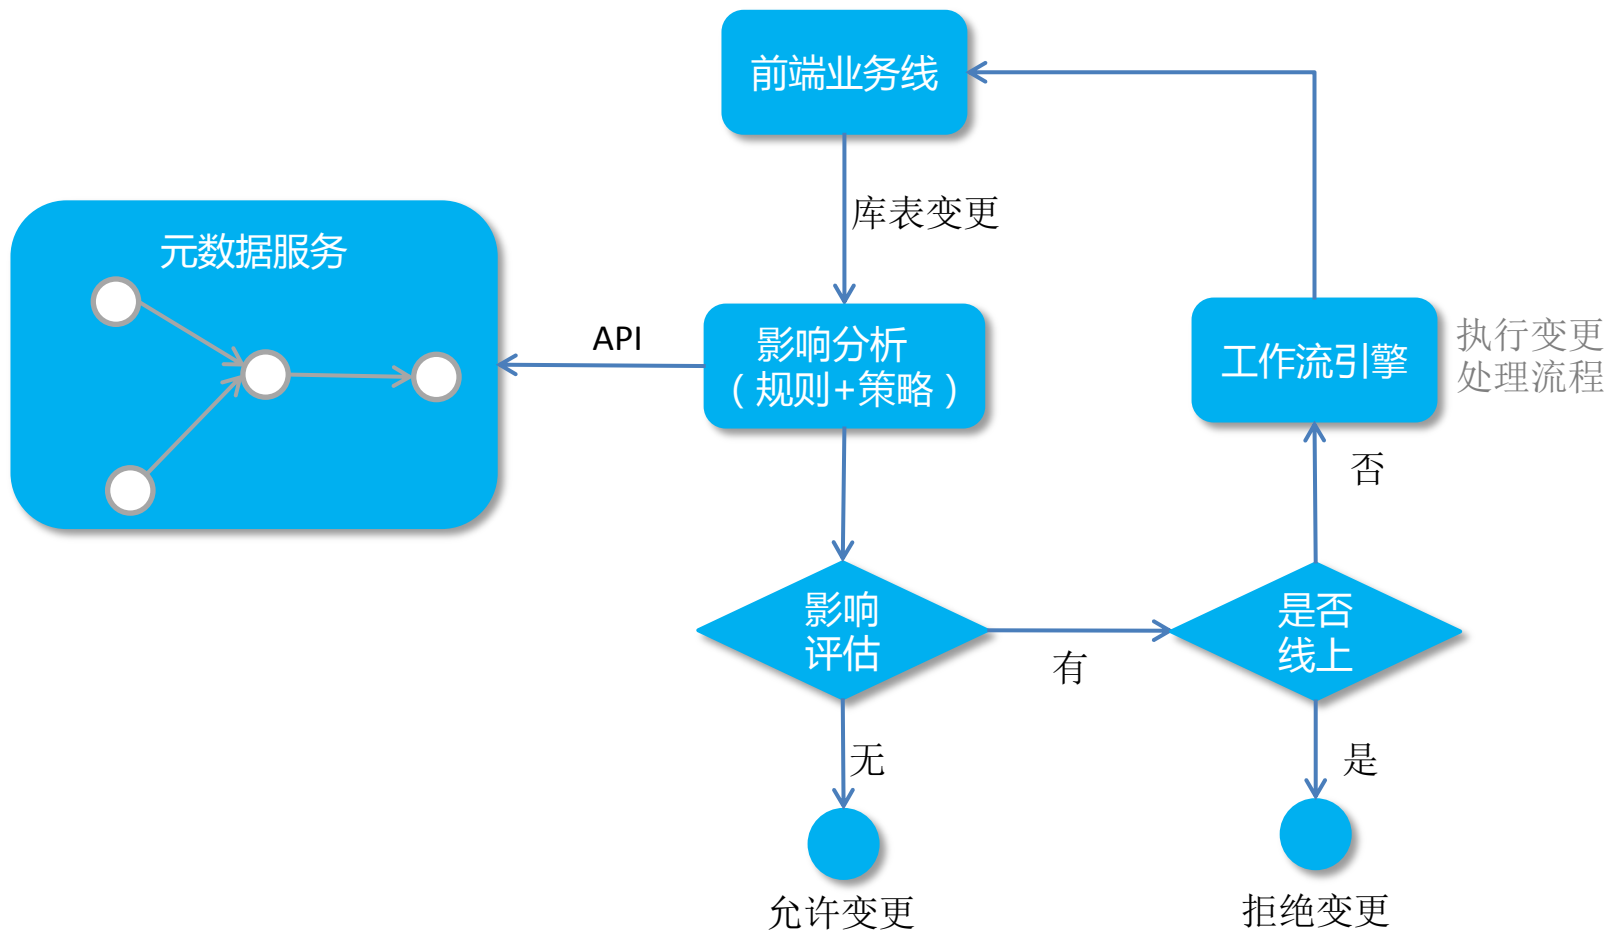 前端业务线
库表变更
元数据服务
API
影响分析
（规则+策略）
工作流引擎
执行变更
处理流程
否
影响
评估
有
是否
线上
无
是
允许变更
拒绝变更